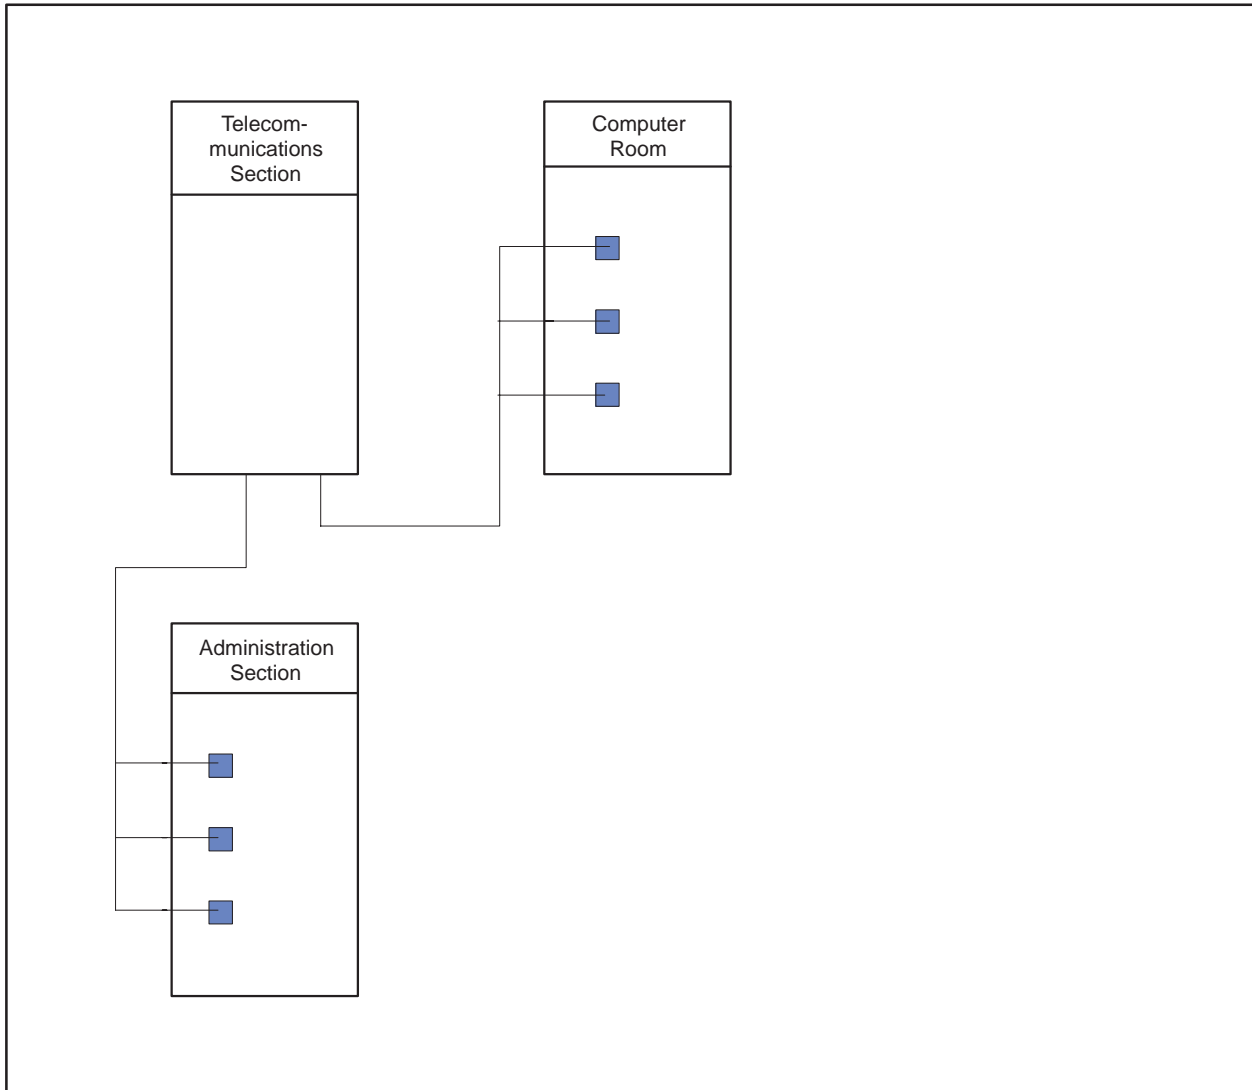 Telecom-
munications
Section
Computer
Room
Administration
Section